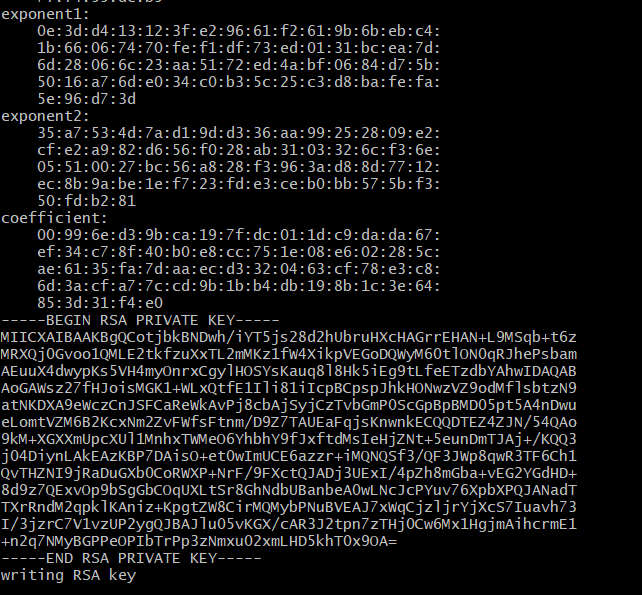 exponent1:
0e:3d:d4:13:12:3f:e2:96:61:f2:61:9b:6b:eb:c4:
1b:66:06:74:70:fe:f1:df:73:ed:01:31:bc:ea:7d:
6d:28:06:6c:23:aa:51:72:ed:4a:bf:06:84:d7:5b:
50:16:a7:6d:e0:34:c0:b3:5c:25:c3:d8:ba:fe:fa:
5e:96:d7:3d
exponent2:
35:a7:53:4d:7a:d1:9d:d3:36:aa:99:25:28:09:e2:
cf:e2:a9:82:d6:56:f0:28:ab:31:03:32:6c:f3:6e:
05:51:00:27:bc:56:a8:28:f3:96:3a:d8:8d:77:12:
ec:8b:9a:be:1e:f7:23:fd:e3:ce:b0:bb:57:5b:f3:
50:fd:b2:81
coefficient:
00:99:6e:d3:9b:ca:19:7f:dc:01:1d:c9:da:da:67:
ef:34:c7:8f:40:b0:e8:cc:75:1e:08:e6:02:28:5c:
ae:61:35:fa:7d:aa:ec:d3:32:04:63:cf:78:e3:c8:
6d:3a:cf:a7:7c:cd:9b:1b:b4:db:19:8b:1c:3e:64:
85:3d:31:f4:e0
-----BEGIN RSA PRIVATE KEY-----
MIICXAIBAAKBgQCotjbkBNDwh/iYT5js28d2hUbruHXcHAGrrEHAN+L9MSqb+t6z
MRXQj0Gvoo1QMLE2tkfzuXxTL2mMKz1fW4XikpVEGoDQWyM60tlON0qRJhePsbam
AEuuX4dwypKs5VH4myOnrxCgylHOSYsKauq8l8Hk5iEg9tLfeETzdbYAhwIDAQAB
AoGAWsz27fHJoisMGK1+WLxQtfE1Ili81iIcpBCpspJhkHONwzVZ9odMflsbtzN9
atNKDXA9eWczCnJSFCaReWkAvPj8cbAjSyjCzTvbGmP0ScGpBpBMD05pt5A4nDwu
eLomtVZM6B2KcxNm2ZvFWfsFtnm/D9Z7TAUEaFqjsKnwnkECQQDTEZ4ZJN/54QAo
9kM+XGXXmUpcXUl1MnhxTWMeO6YhbhY9fJxftdMsIeHjZNt+5eunDmTJAj+/KQQ3
jO4DiynLAkEAzKBP7DAisO+et0wImUCE6azzr+iMQNQSf3/QF3JWp8qwR3TF6Ch1
QvTHZNI9jRaDuGXbOCoRWXP+NrF/9FXctQJADj3UExI/4pZh8mGba+vEG2YGdHD+
8d9z7QExvOp9bSgGbCOqUXLtSr8GhNdbUBanbeA0wLNcJcPYuv76XpbXPQJANadT
TXrRndM2qpklKAniz+KpgtZW8CirMQMybPNuBVEAJ7xWqCjzljrYjXcS7Iuavh73
I/3jzrC7V1vzUP2ygQJBAJlu05vKGX/cAR3J2tpn7zTHj0Cw6Mx1HgjmAihcrmE1
+n2q7NMyBGPPeOPIbTrPp3zNmxu02xmLHD5khT0x9OA=
-----END RSA PRIVATE KEY-----
writing RSA key